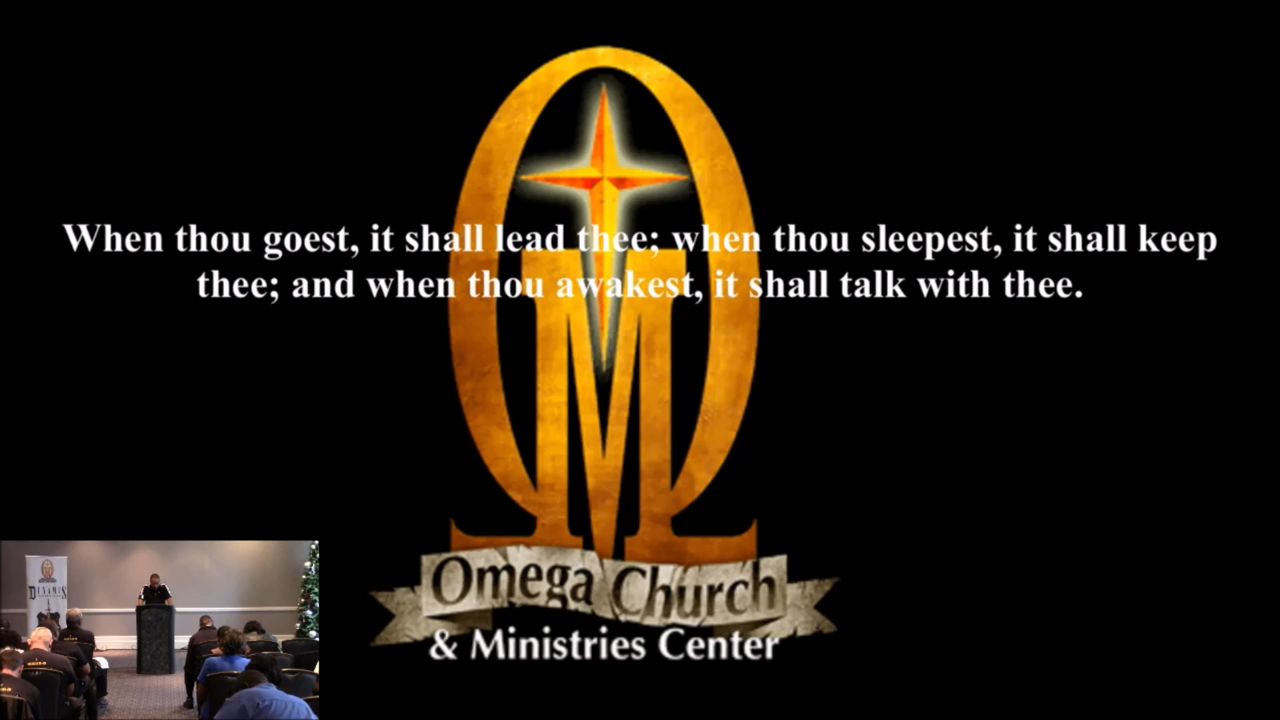 When thou goest, it shall lead thee; when thou sleepest, it shall keep
thee; and when thou awakest, it shall talk with thee.
Omega Church
& Ministries Center
DUNAMIS